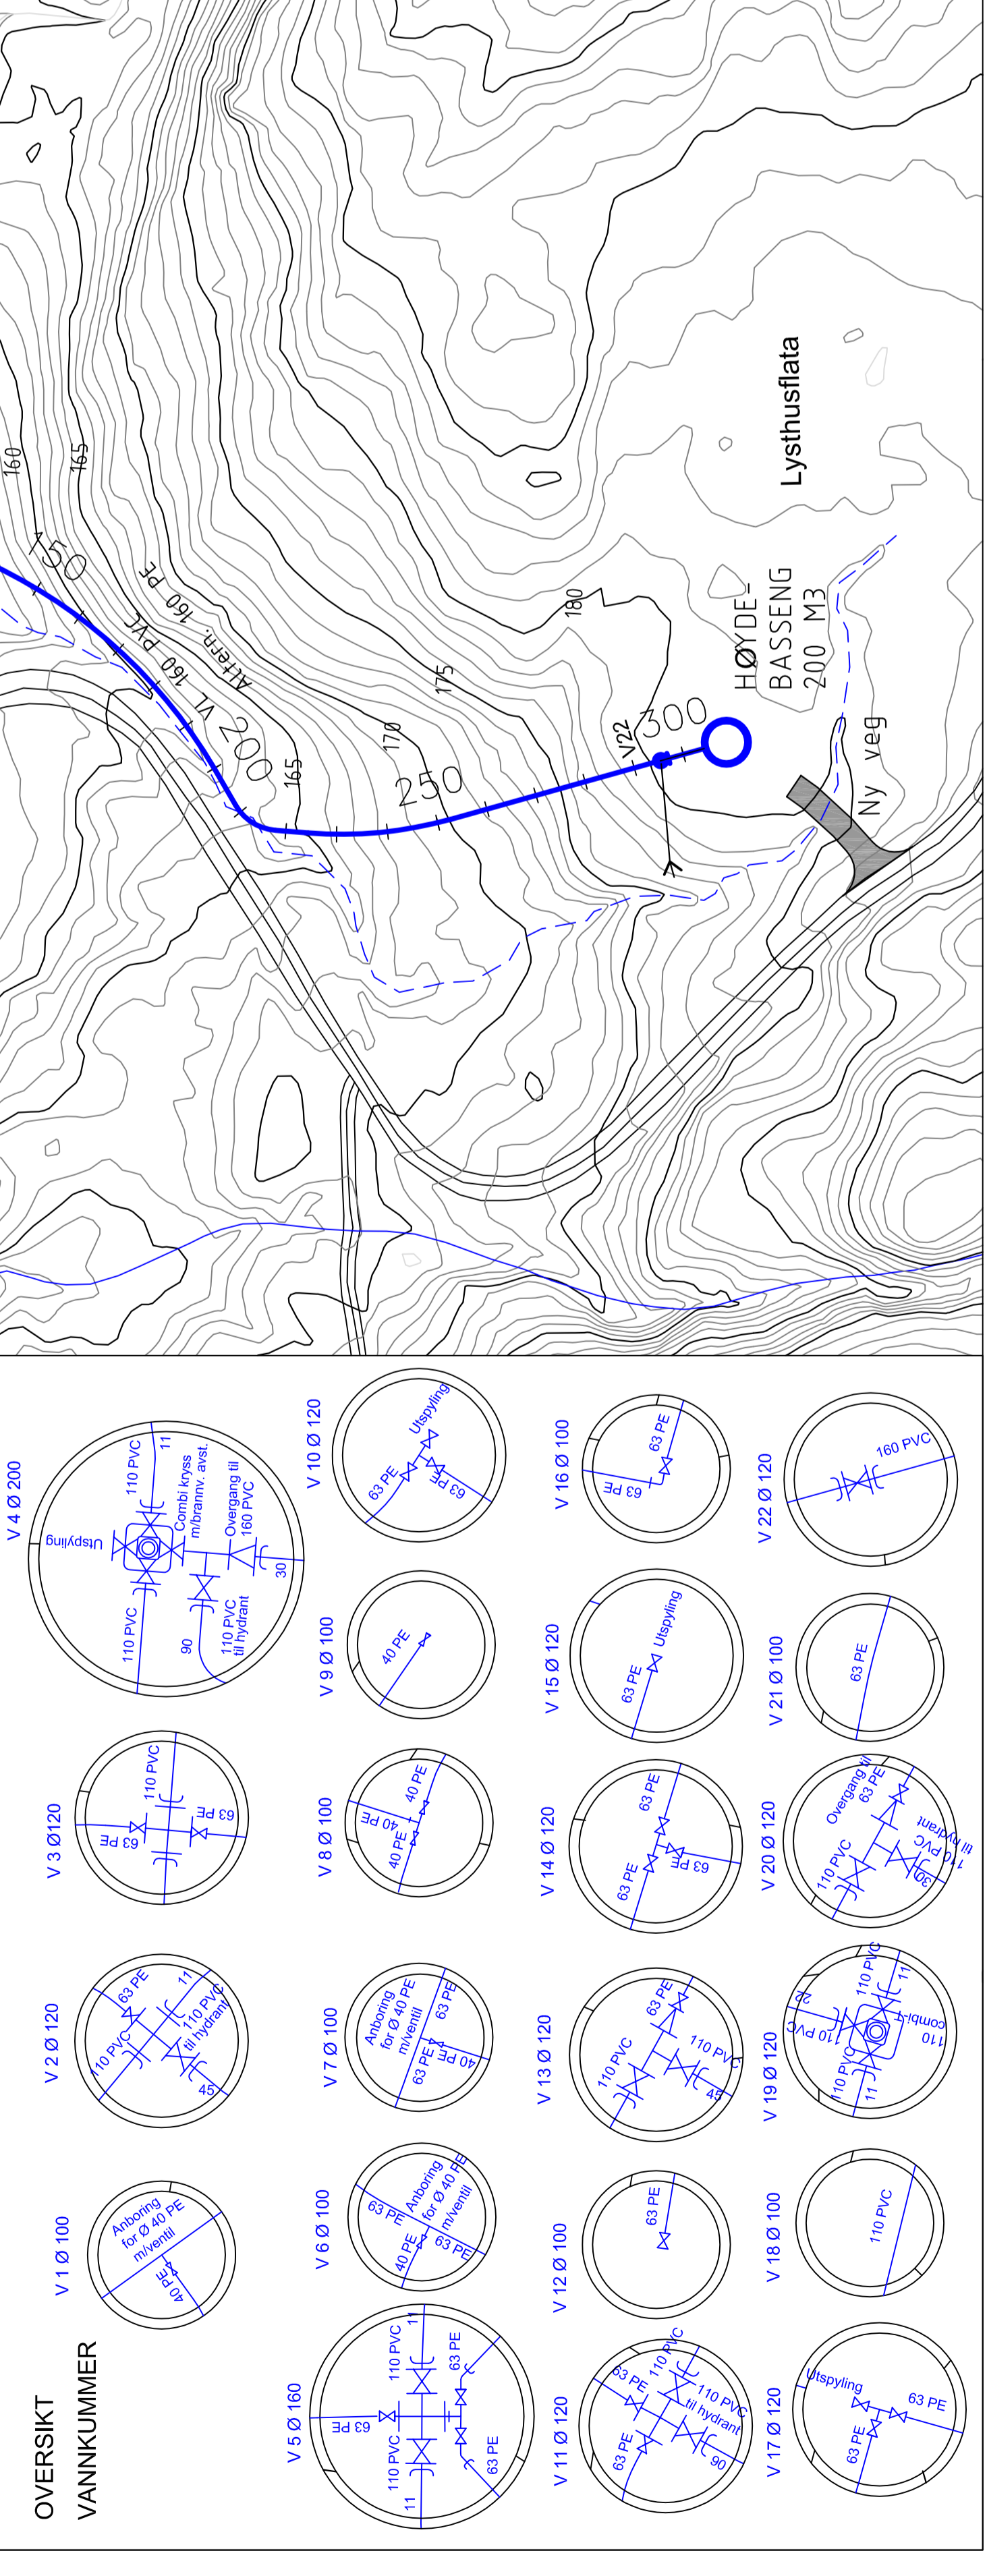 160
165
150
VL 160 PVC
Altern. 160 PE
200
165
170
175
250
180
V22
300
HØYDE-
BASSENG
200 M3
Lysthusflata
Ny veg
OVERSIKT
VANNKUMMER
V 1 Ø 100
Anboring
for Ø 40 PE
m/ventil
40 PE
V 2 Ø 120
63 PE
11
110 PVC
110 PVC
til hydrant
45
V 3 Ø120
110 PVC
63 PE
63 PE
V 4 Ø 200
Utspyling
110 PVC
11
Combi kryss
m/brannv. avst.
Overgang til
160 PVC
30
110 PVC
90
110 PVC
til hydrant
V 5 Ø 160
63 PE
110 PVC
11
110 PVC
11
63 PE
63 PE
V 6 Ø 100
63 PE
Anboring
for Ø 40 PE
m/ventil
40 PE
63 PE
V 7 Ø 100
Anboring
for Ø 40 PE
m/ventil
63 PE
63 PE
40 PE
V 8 Ø 100
40 PE
40 PE
40 PE
V 9 Ø 100
40 PE
V 10 Ø 120
Utspyling
63 PE
63 PE
V 11 Ø 120
63 PE
110 PVC
110 PVC
til hydrant
63 PE
90
V 12 Ø 100
63 PE
V 13 Ø 120
63 PE
110 PVC
110 PVC
45
V 14 Ø 120
63 PE
63 PE
63 PE
V 15 Ø 120
63 PE
Utspyling
V 16 Ø 100
63 PE
63 PE
V 17 Ø 120
Utspyling
63 PE
63 PE
V 18 Ø 100
110 PVC
V 19 Ø 120
22
110 PVC
110 PVC
11
110 PVC
11
110
combi-T
V 20 Ø 120
Overgang til
63 PE
110 PVC
30
110 PVC
til hydrant
V 21 Ø 100
63 PE
V 22 Ø 120
160 PVC